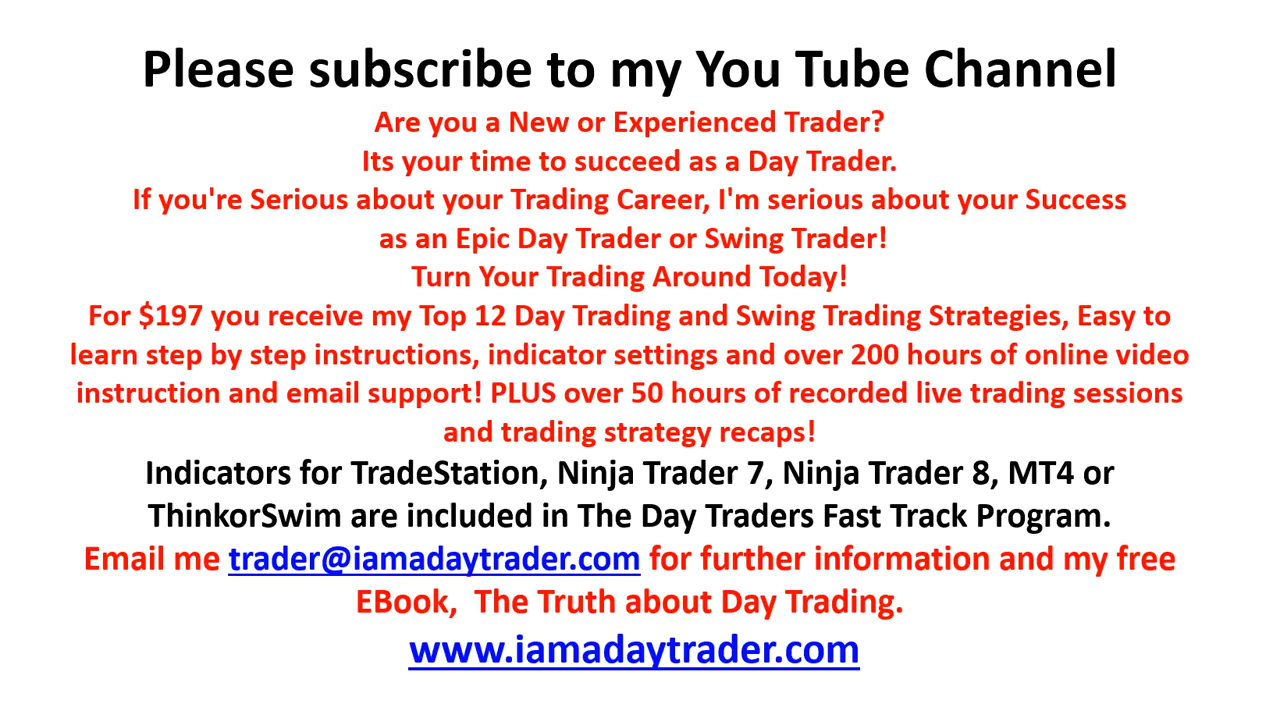 Please subscribe to my You Tube Channel
Are you a New or Experienced Trader?
Its your time to succeed as a Day Trader.
If you're Serious about your Trading Career, I'm serious about your Success
as an Epic Day Trader or Swing Trader!
Turn Your Trading Around Today!
For $197 you receive my Top 12 Day Trading and Swing Trading Strategies, Easy to
learn step by step instructions, indicator settings and over 200 hours of online video
instruction and email support! PLUS over 50 hours of recorded live trading sessions
and trading strategy recaps!
Indicators for TradeStation, Ninja Trader 7, Ninja Trader 8, MT4 or
ThinkorSwim are included in The Day Traders Fast Track Program.
Email me trader@iamadaytrader.com for further information and my free
EBook,  The Truth about Day Trading.
www.iamadaytrader.com